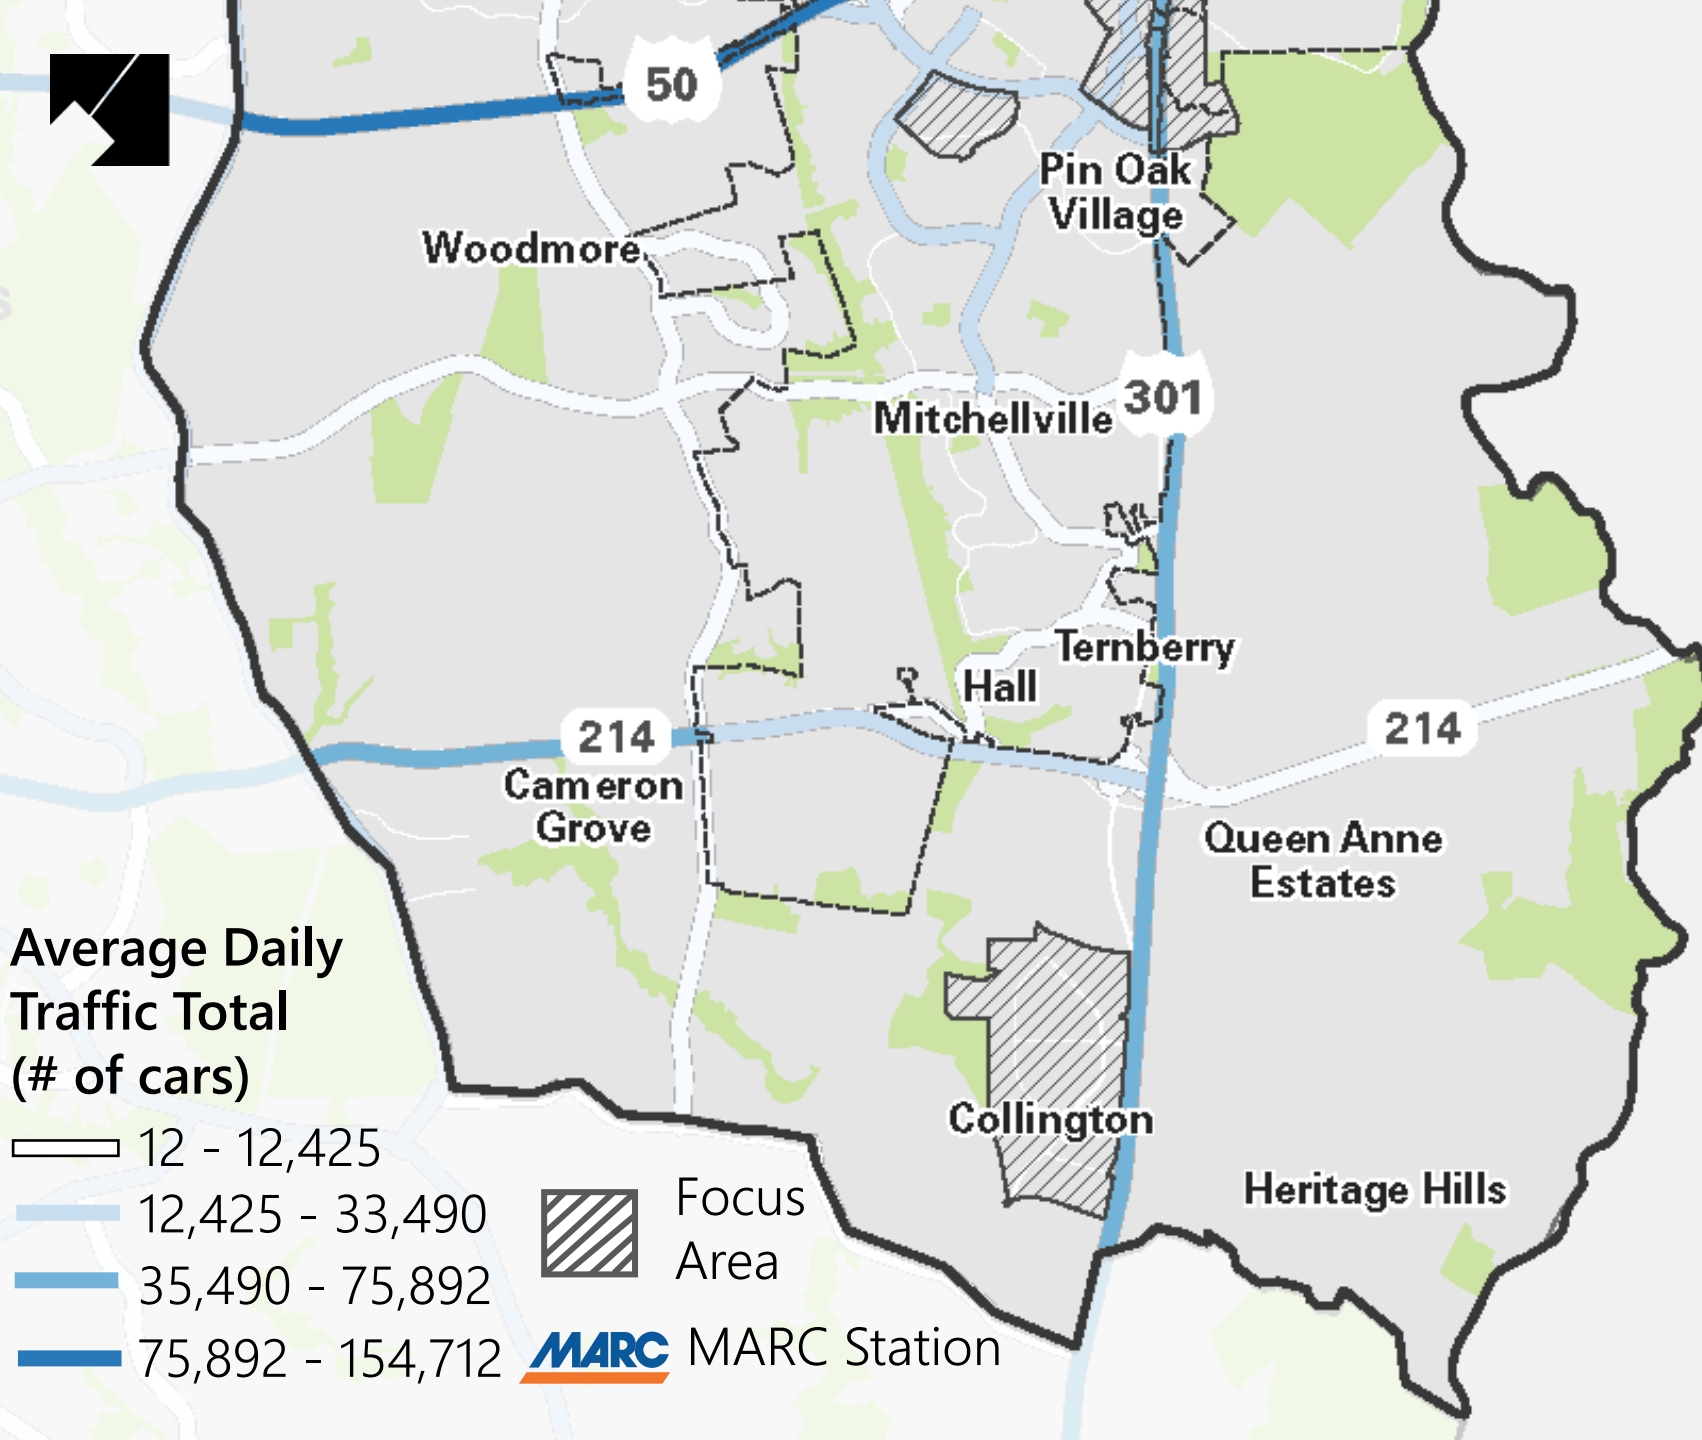 50
Pin Oak
Village
Woodmore
301
Mitchellville
Ternberry
Hall
214
214
Cameron
Grove
Queen Anne
Estates
Collington
Heritage Hills
Average Daily
Traffic Total
(# of cars)
12 - 12,425
12,425 - 33,490
35,490 - 75,892
75,892 - 154,712
Focus
Area
MARC MARC Station